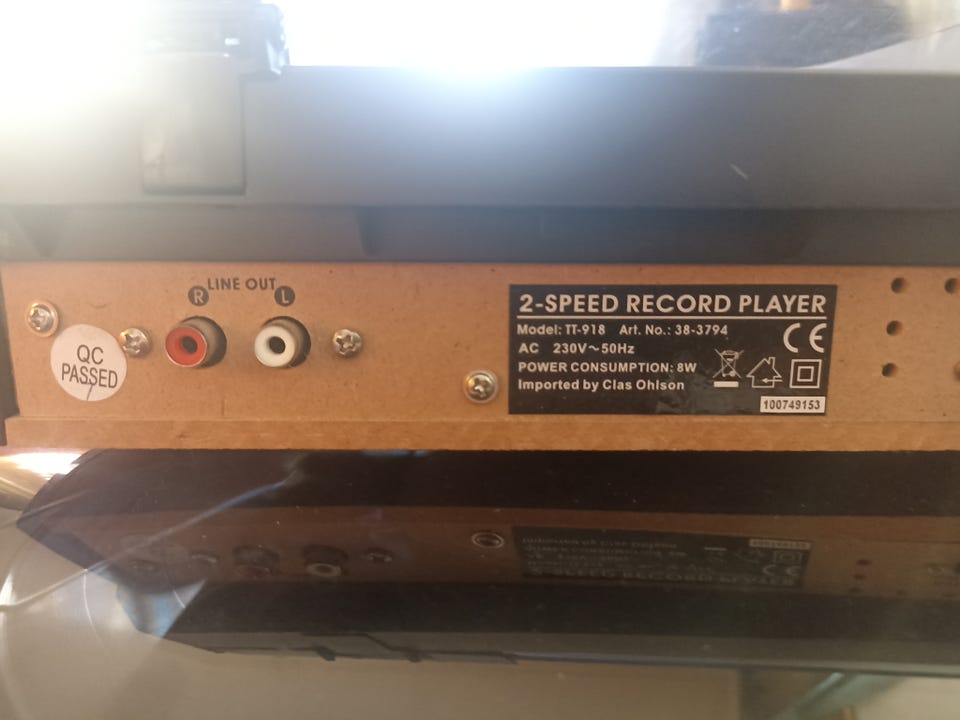 LINE OUT
R L
QC
PASSED
2-SPEED RECORD PLAYER
Model: TT-918 Art. No.: 38-3794
AC 230V~50Hz
POWER CONSUMPTION: 8W
Imported by Clas Ohlson
CE
100749153